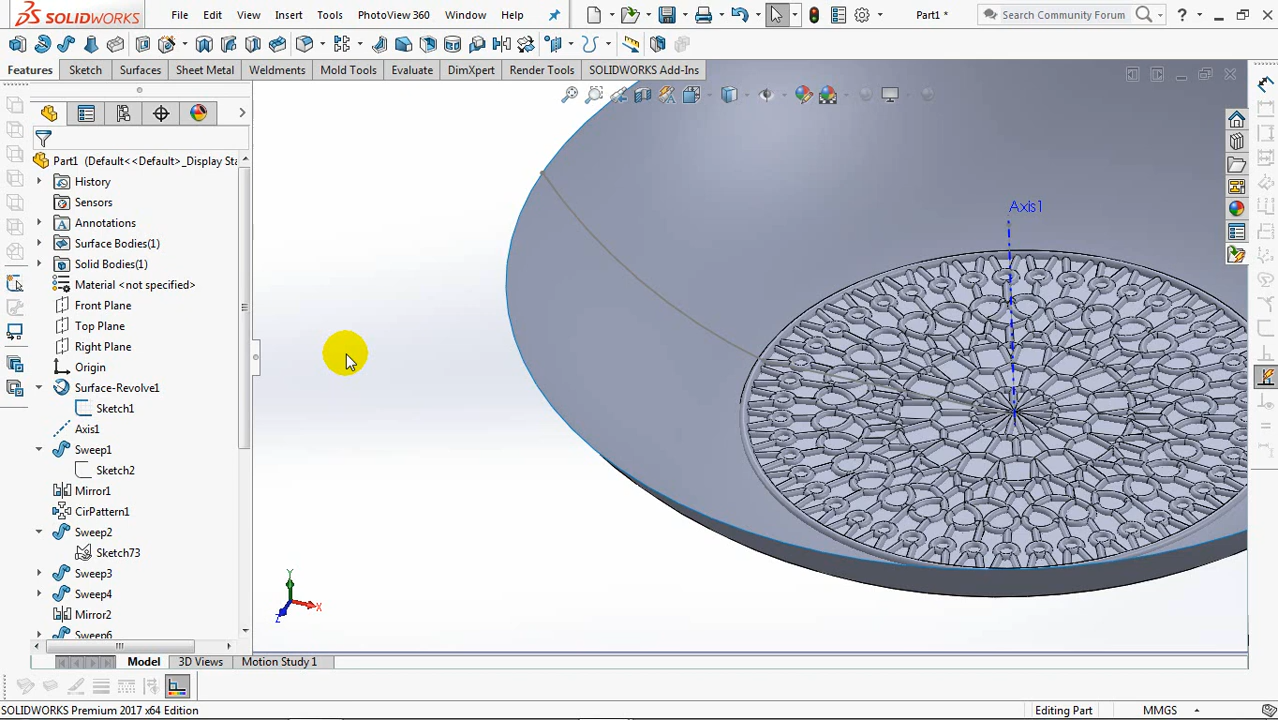 SOLIDWORKS File Edit View Insert Tools PhotoView 360 Window Help Part1 * Search Community Forum ?
Features Sketch Surfaces Sheet Metal Weldments Mold Tools Evaluate DimXpert Render Tools SOLIDWORKS Add-Ins
Part1 (Default<<Default>_Display Sta
History
Sensors
Annotations
Surface Bodies(1)
Solid Bodies(1)
Material <not specified>
Front Plane
Top Plane
Right Plane
Origin
Surface-Revolve1
Sketch1
Axis1
Sweep1
Sketch2
Mirror1
CirPattern1
Sweep2
Sketch73
Sweep3
Sweep4
Mirror2
Sweep6
Axis1
Y
X
Z
Model 3D Views Motion Study 1
SOLIDWORKS Premium 2017 x64 Edition Editing Part MMGS